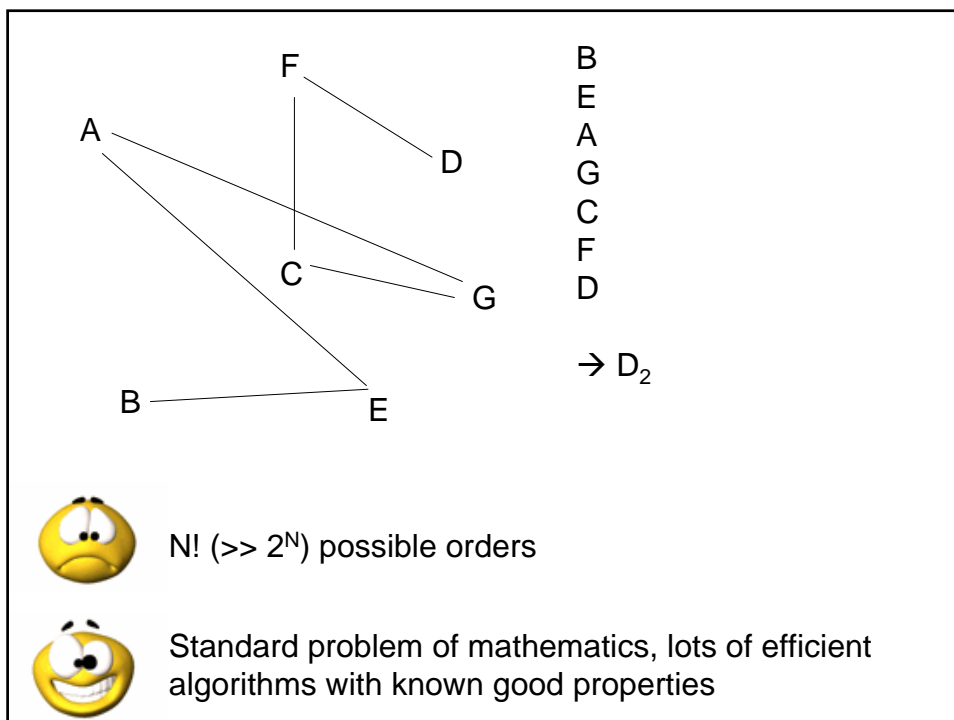 F
A
D
C
G
B
E
B
E
A
G
C
F
D
→ D₂
N! (>> 2ᴺ) possible orders
Standard problem of mathematics, lots of efficient
algorithms with known good properties